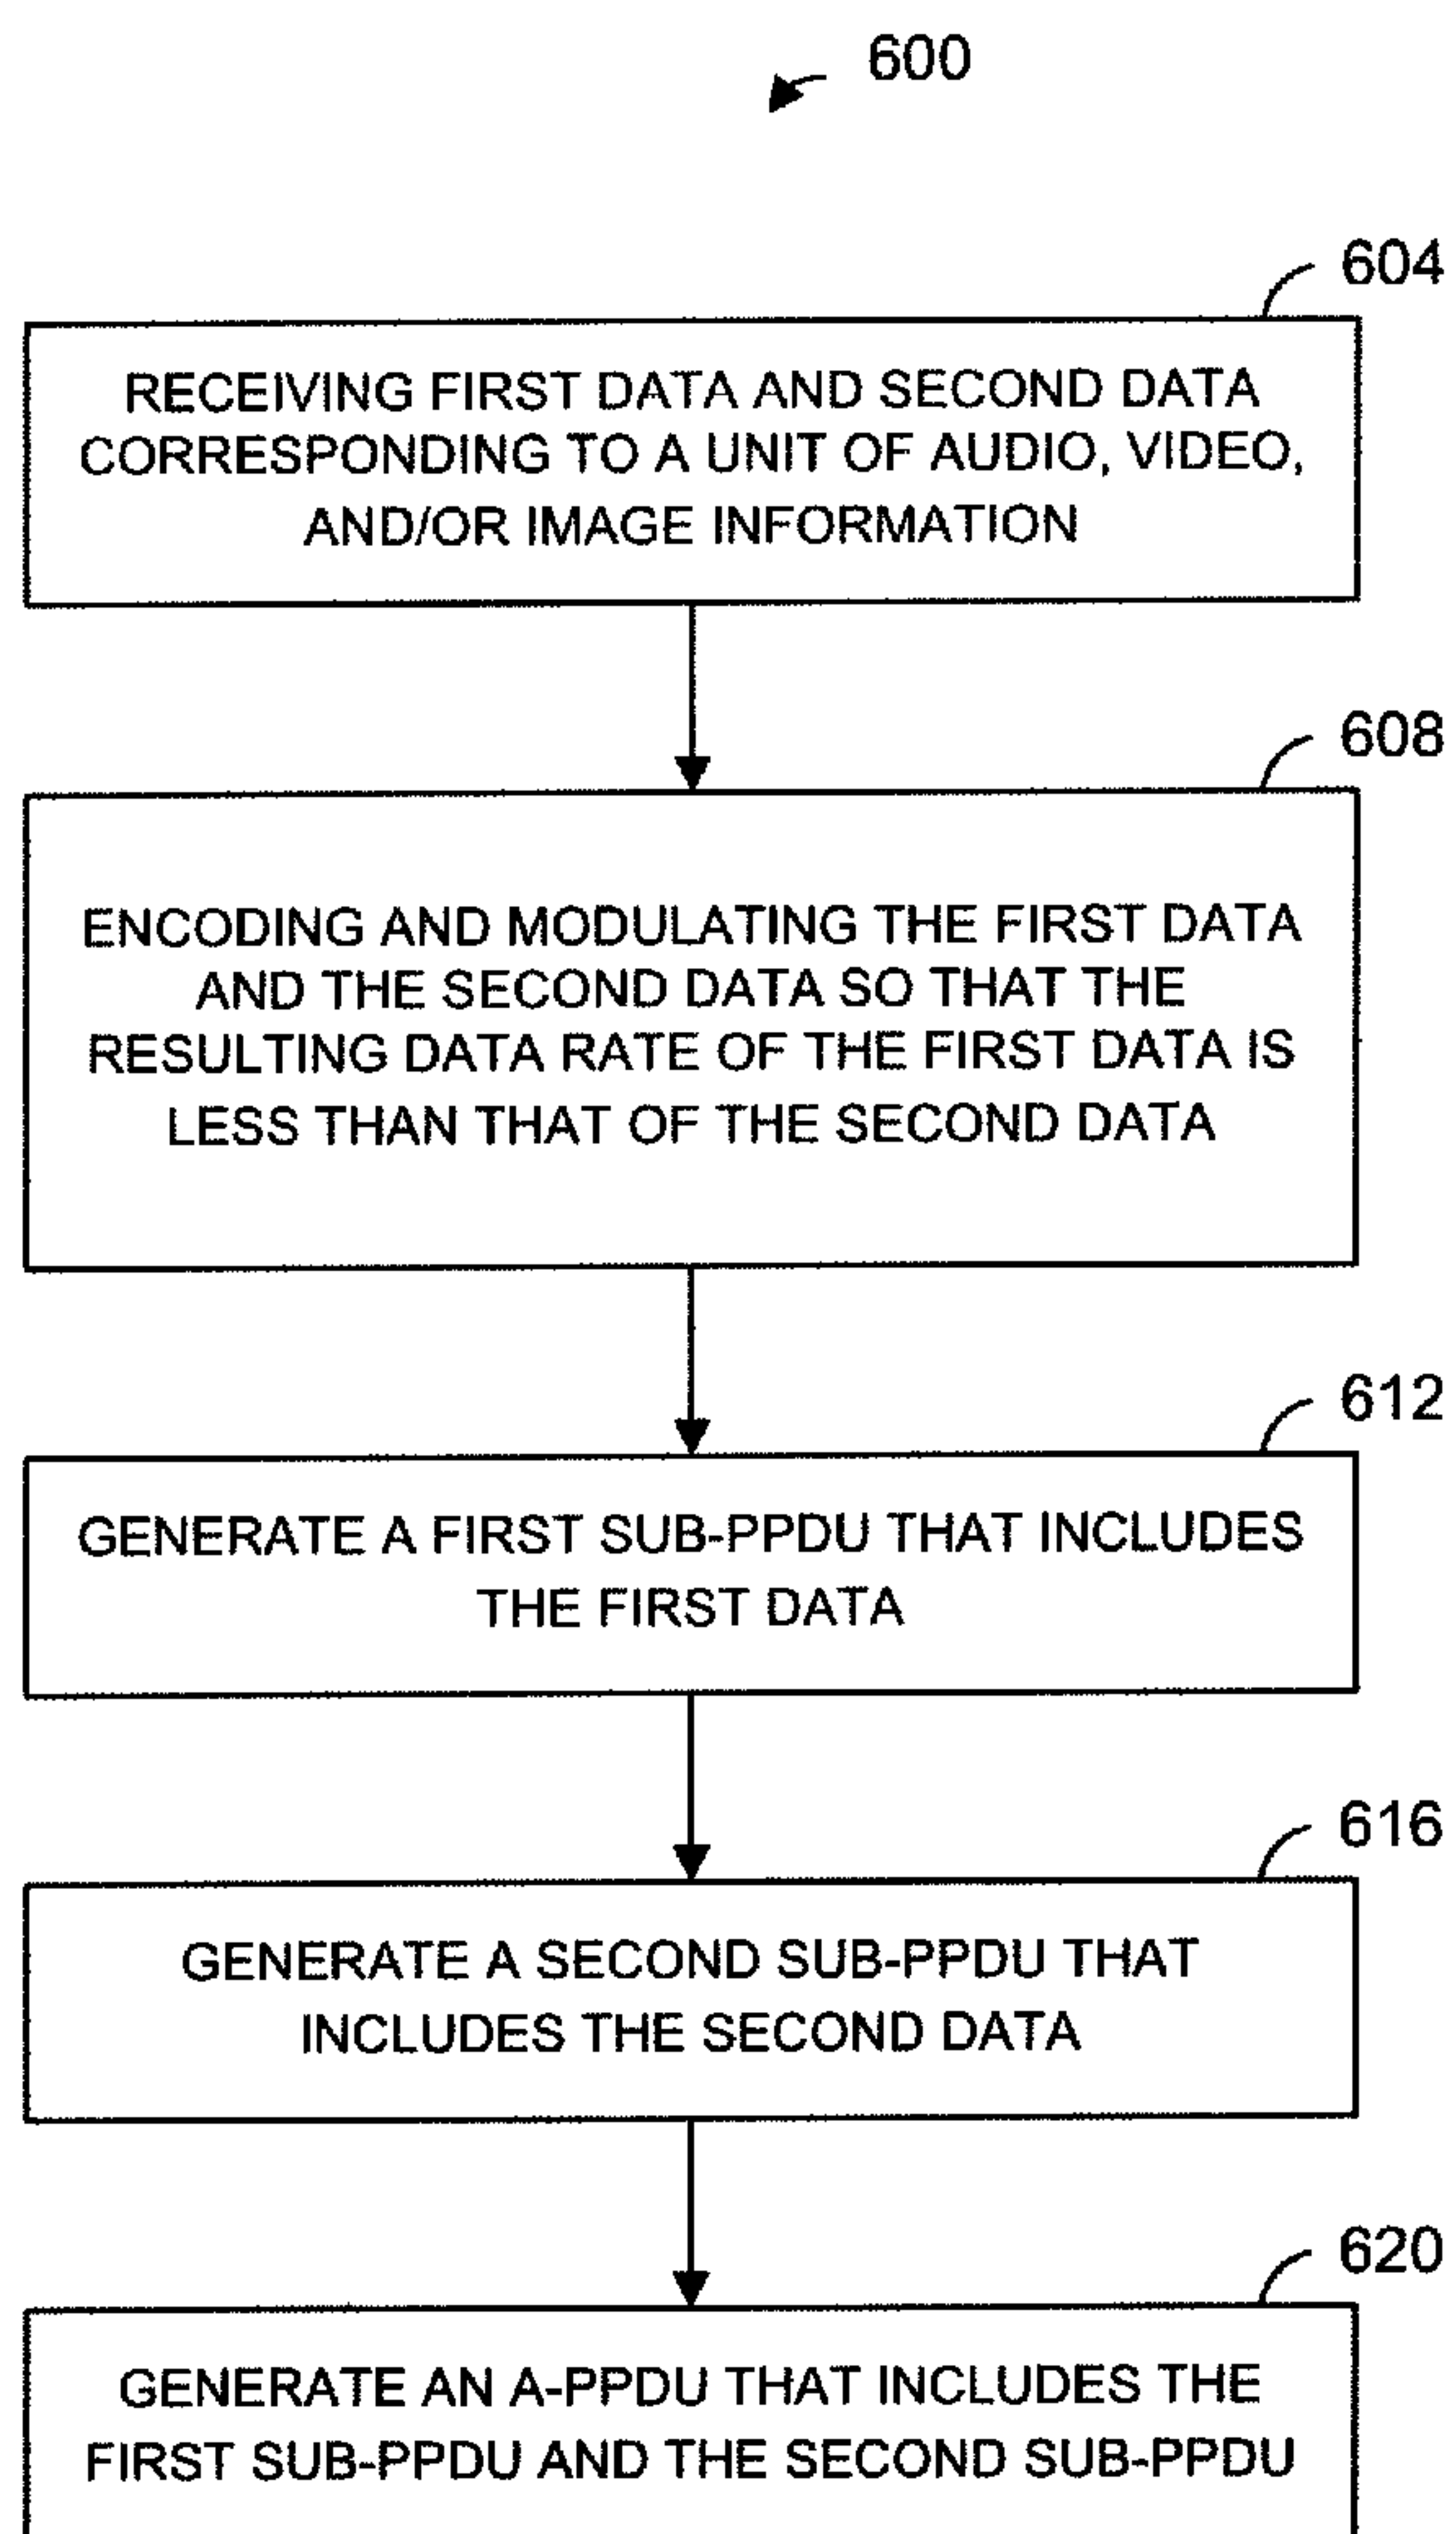 600
604
RECEIVING FIRST DATA AND SECOND DATA
CORRESPONDING TO A UNIT OF AUDIO, VIDEO,
AND/OR IMAGE INFORMATION
608
ENCODING AND MODULATING THE FIRST DATA
AND THE SECOND DATA SO THAT THE
RESULTING DATA RATE OF THE FIRST DATA IS
LESS THAN THAT OF THE SECOND DATA
612
GENERATE A FIRST SUB-PPDU THAT INCLUDES
THE FIRST DATA
616
GENERATE A SECOND SUB-PPDU THAT
INCLUDES THE SECOND DATA
620
GENERATE AN A-PPDU THAT INCLUDES THE
FIRST SUB-PPDU AND THE SECOND SUB-PPDU